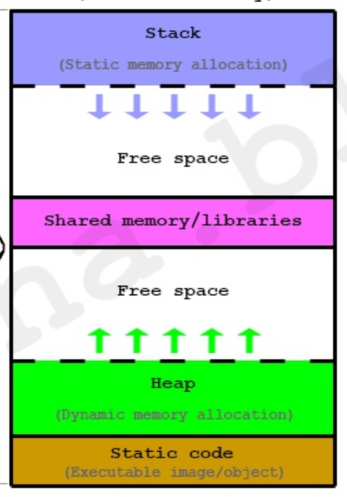 Stack
(Static memory allocation)
Free space
Shared memory/libraries
Free space
Heap
(Dynamic memory allocation)
Static code
(Executable image/object)